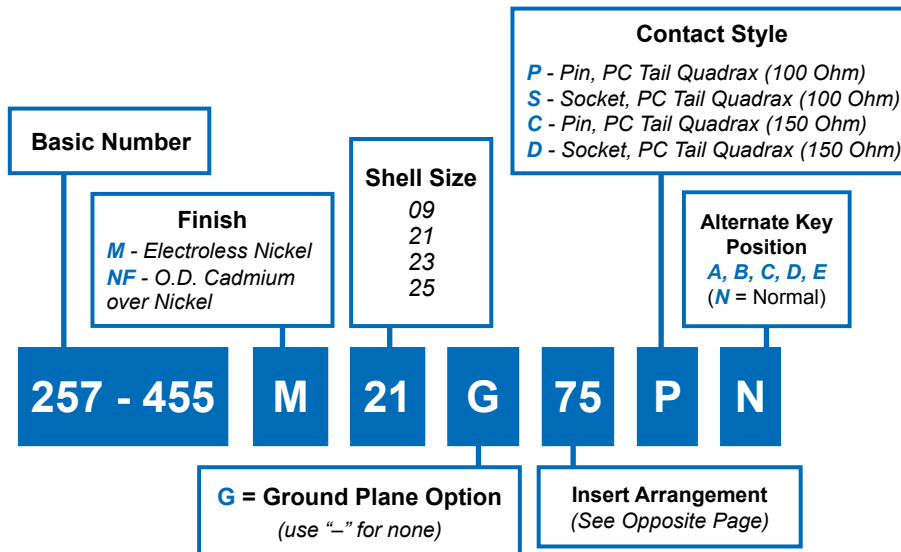 Contact Style
P - Pin, PC Tail Quadrax (100 Ohm)
S - Socket, PC Tail Quadrax (100 Ohm)
C - Pin, PC Tail Quadrax (150 Ohm)
D - Socket, PC Tail Quadrax (150 Ohm)
Basic Number
Shell Size
09
21
23
25
Finish
M - Electroless Nickel
NF - O.D. Cadmium
over Nickel
Alternate Key
Position
A, B, C, D, E
(N = Normal)
257 - 455 M 21 G 75 P N
G = Ground Plane Option
(use “–” for none)
Insert Arrangement
(See Opposite Page)